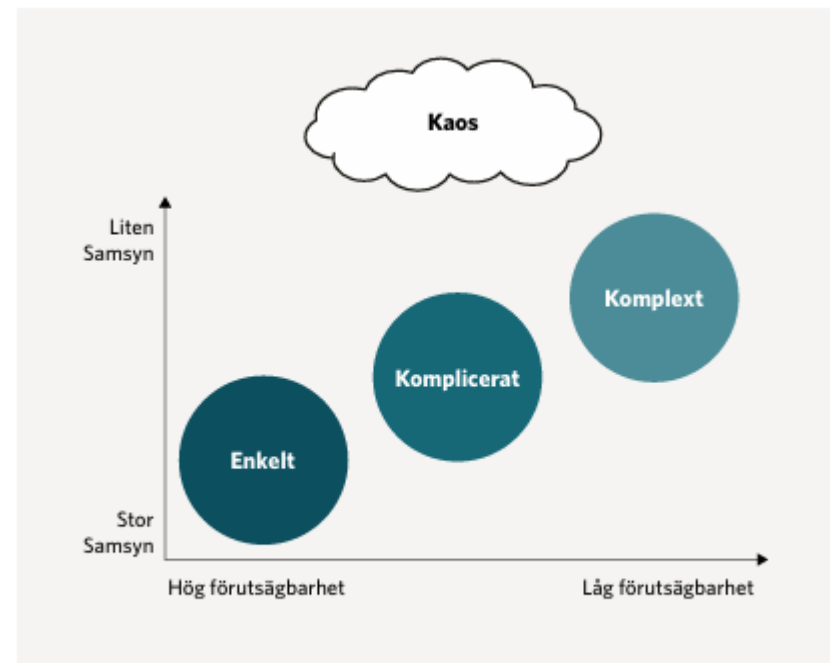 Kaos
Liten
Samsyn
Komplext
Komplicerat
Enkelt
Stor
Samsyn
Hög förutsägbarhet
Låg förutsägbarhet